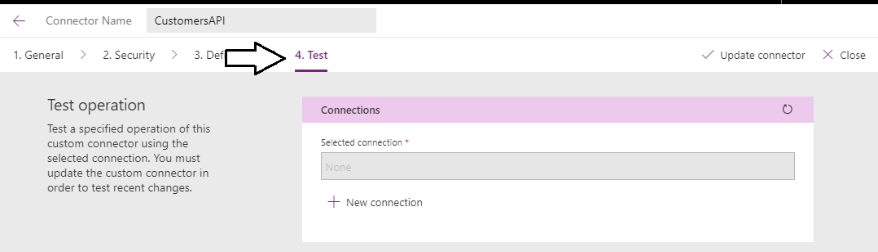 Connector Name CustomersAPI
1. General 2. Security 3. Def 4. Test Update connector Close
Test operation
Test a specified operation of this
custom connector using the
selected connection. You must
update the custom connector in
order to test recent changes.
Connections
Selected connection *
None
New connection